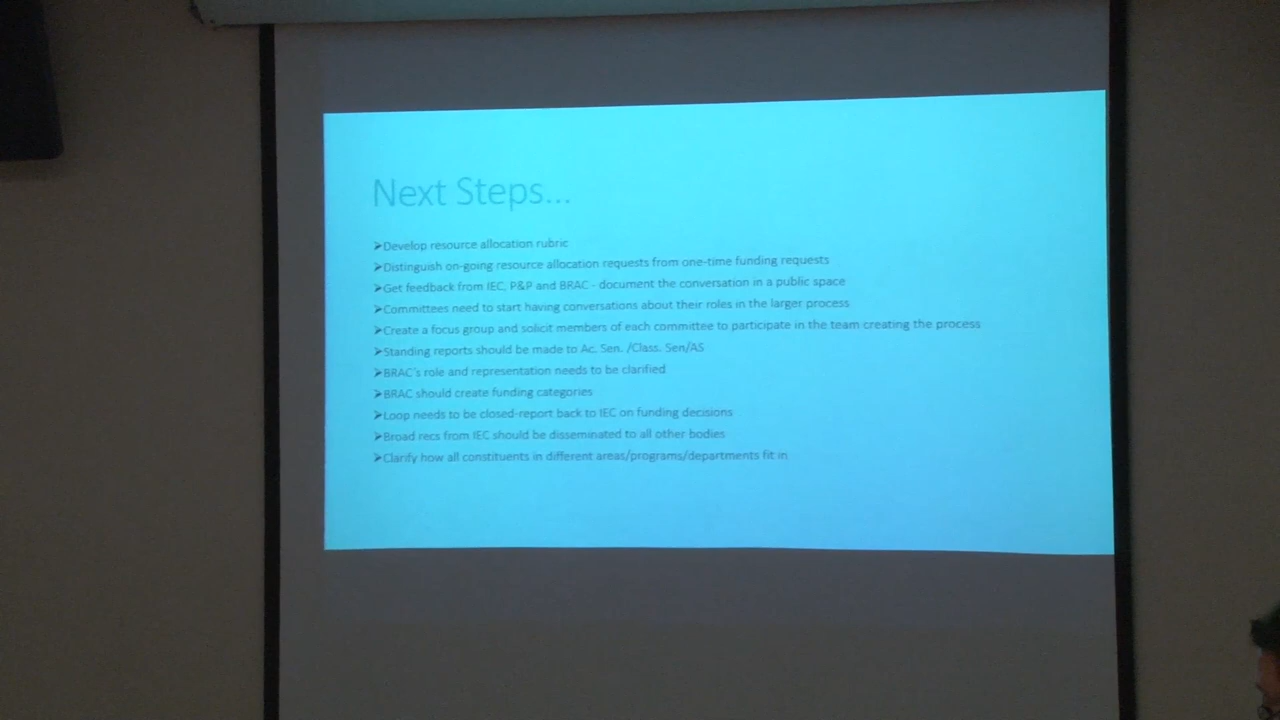 Next Steps...
➢Develop resource allocation rubric
➢Distinguish on-going resource allocation requests from one-time funding requests
➢Get feedback from IEC, P&P and BRAC - document the conversation in a public space
➢Committees need to start having conversations about their roles in the larger process
➢Create a focus group and solicit members of each committee to participate in the team creating the process
➢Standing reports should be made to Ac. Sen. /Class. Sen/AS
➢BRAC's role and representation needs to be clarified
➢BRAC should create funding categories
➢Loop needs to be closed-report back to IEC on funding decisions
➢Broad recs from IEC should be disseminated to all other bodies
➢Clarify how all constituents in different areas/programs/departments fit in